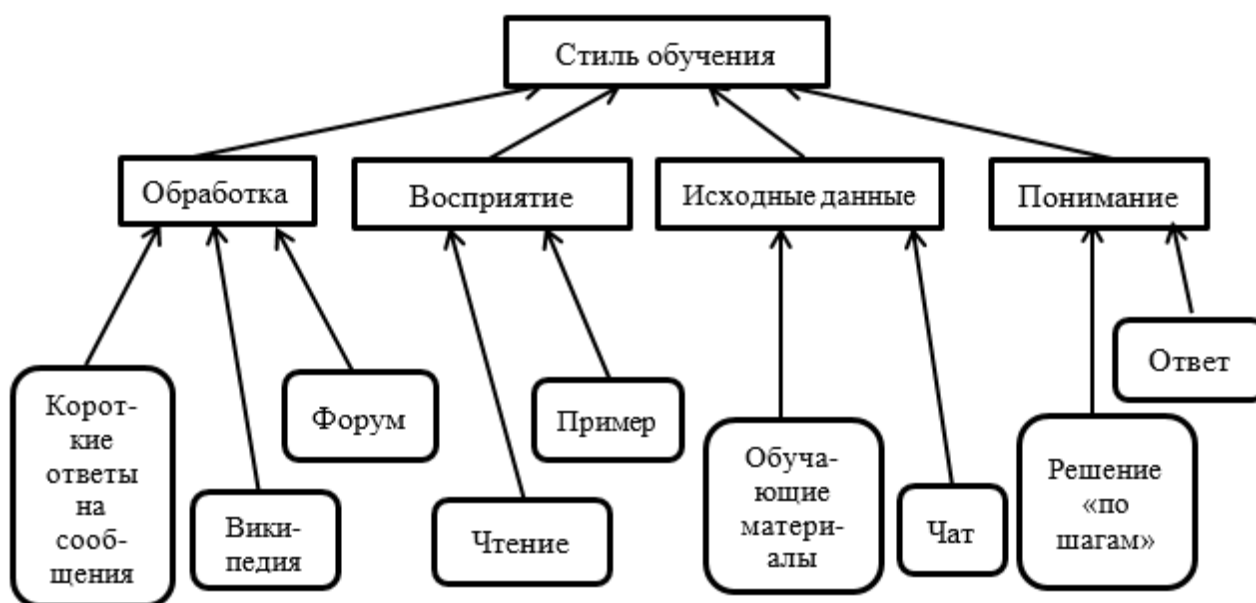 Стиль обучения
Обработка
Восприятие
Исходные данные
Понимание
Корот-
кие
ответы
на
сооб-
щения
Вики-
педия
Форум
Чтение
Пример
Обуча-
ющие
матери-
алы
Чат
Решение
«по
шагам»
Ответ